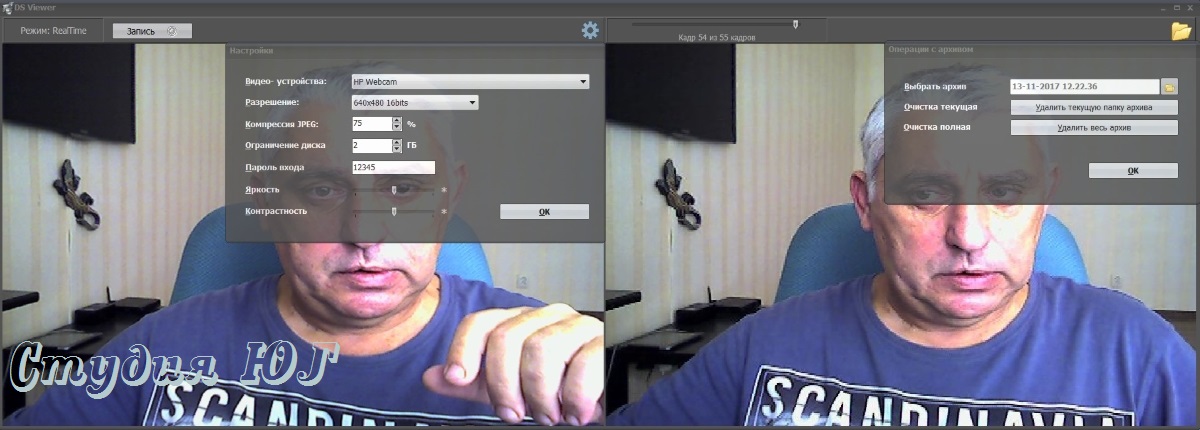 DS Viewer
Режим: RealTime
Запись
Кадр 54 из 55 кадров
Настройки
Видео- устройства:
HP Webcam
Разрешение:
640x480 16bits
Компрессия JPEG:
75
%
Ограничение диска
2
ГБ
Пароль входа
12345
Яркость
*
Контрастность
*
OK
Операции с архивом
Выбрать архив
13-11-2017 12.22.36
Очистка текущая
Удалить текущую папку архива
Очистка полная
Удалить весь архив
OK
Студия ЮГ
SCANDINAVIA
SCANDINAVIA